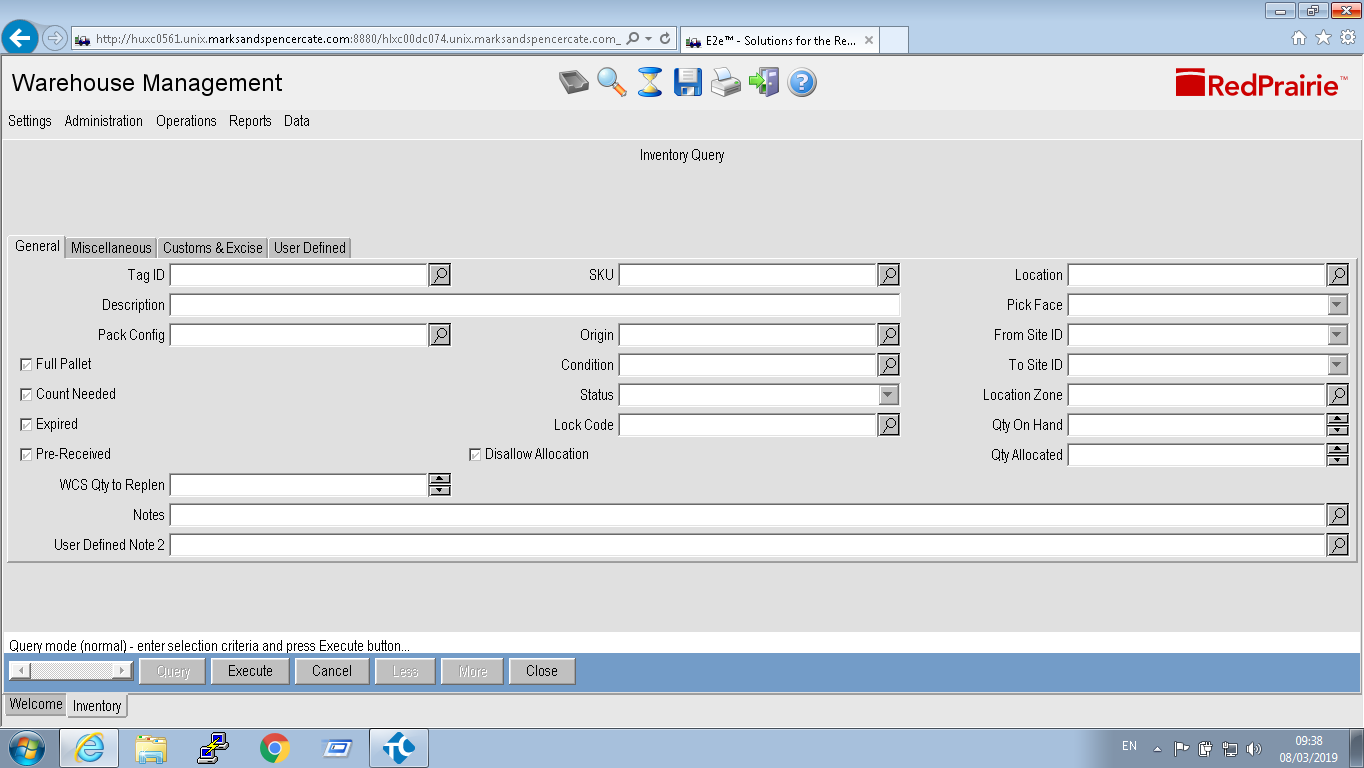 http://huxc0561.unix.marksandspencercate.com:8880/hlxc00dc074.unix.marksandspencercate.com_
E2e™ - Solutions for the Re...
Warehouse Management
RedPrairie™
Settings Administration Operations Reports Data
Inventory Query
General Miscellaneous Customs & Excise User Defined
Tag ID SKU Location
Description Pick Face
Pack Config Origin From Site ID
Full Pallet Condition To Site ID
Count Needed Status Location Zone
Expired Lock Code Qty On Hand
Pre-Received Disallow Allocation Qty Allocated
WCS Qty to Replen
Notes
User Defined Note 2
Query mode (normal) - enter selection criteria and press Execute button...
Query Execute Cancel Less More Close
Welcome Inventory
EN 09:38
08/03/2019